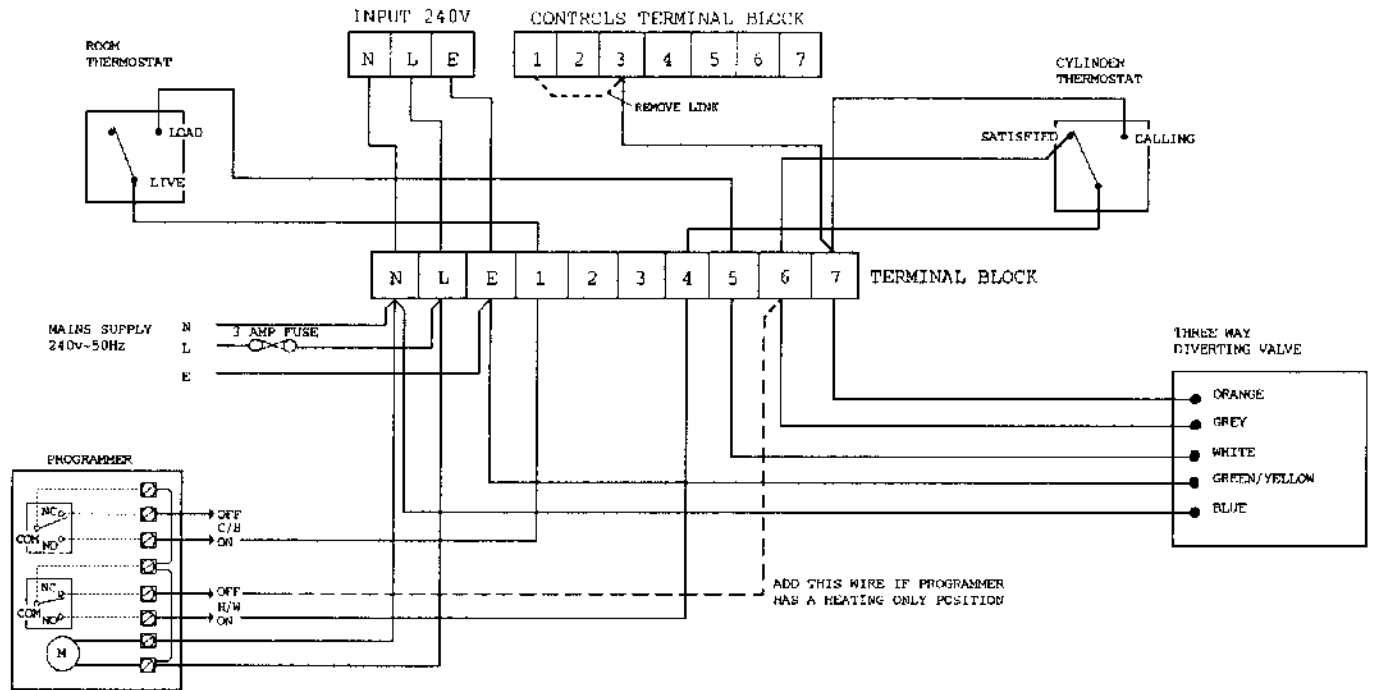 INPUT 240V
CONTROLS TERMINAL BLOCK
N L E
1 2 3 4 5 6 7
ROOM
THERMOSTAT
REMOVE LINK
CYLINDER
THERMOSTAT
LOAD
LIVE
SATISFIED
CALLING
N L E 1 2 3 4 5 6 7
TERMINAL BLOCK
MAINS SUPPLY
240v~50Hz
N
L
E
3 AMP FUSE
THREE WAY
DIVERTING VALVE
ORANGE
GREY
WHITE
GREEN/YELLOW
BLUE
PROGRAMMER
NC
COM
NO
OFF
C/H
ON
NC
COM
NO
OFF
H/W
ON
M
ADD THIS WIRE IF PROGRAMMER
HAS A HEATING ONLY POSITION